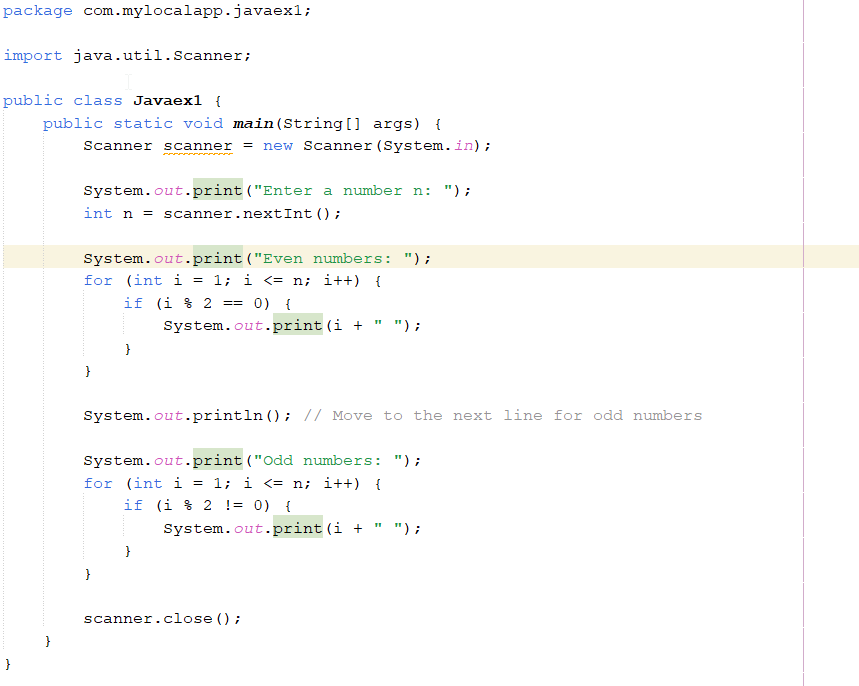 package com.mylocalapp.javaex1;
import java.util.Scanner;
public class Javaex1 {
    public static void main(String[] args) {
        Scanner scanner = new Scanner(System.in);
        System.out.print("Enter a number n: ");
        int n = scanner.nextInt();
        System.out.print("Even numbers: ");
        for (int i = 1; i <= n; i++) {
            if (i % 2 == 0) {
                System.out.print(i + " ");
            }
        }
        System.out.println(); // Move to the next line for odd numbers
        System.out.print("Odd numbers: ");
        for (int i = 1; i <= n; i++) {
            if (i % 2 != 0) {
                System.out.print(i + " ");
            }
        }
        scanner.close();
    }
}